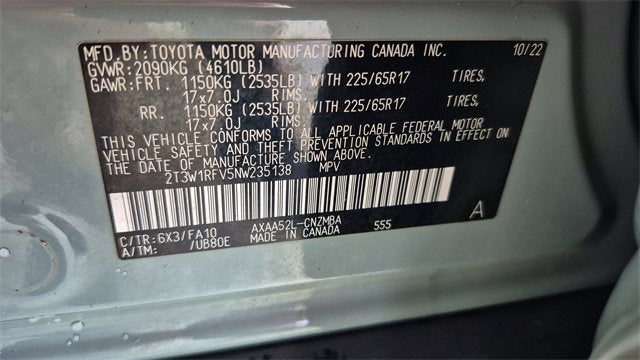 MFD. BY: TOYOTA MOTOR MANUFACTURING CANADA INC. 10/22
GVWR: 2090KG (4610LB)
GAWR: FRT. 1150KG (2535LB) WITH 225/65R17 TIRES,
17x7.0J RIMS.
RR. 1150KG (2535LB) WITH 225/65R17 TIRES,
17x7.0J RIMS.
THIS VEHICLE CONFORMS TO ALL APPLICABLE FEDERAL MOTOR
VEHICLE SAFETY AND THEFT PREVENTION STANDARDS IN EFFECT ON
THE DATE OF MANUFACTURE SHOWN ABOVE.
2T3W1RFV5NW235138 MPV
C/TR: 6X3/FA10 AXAA52L-CNZMBA 555 A
A/TM: /UB80E MADE IN CANADA